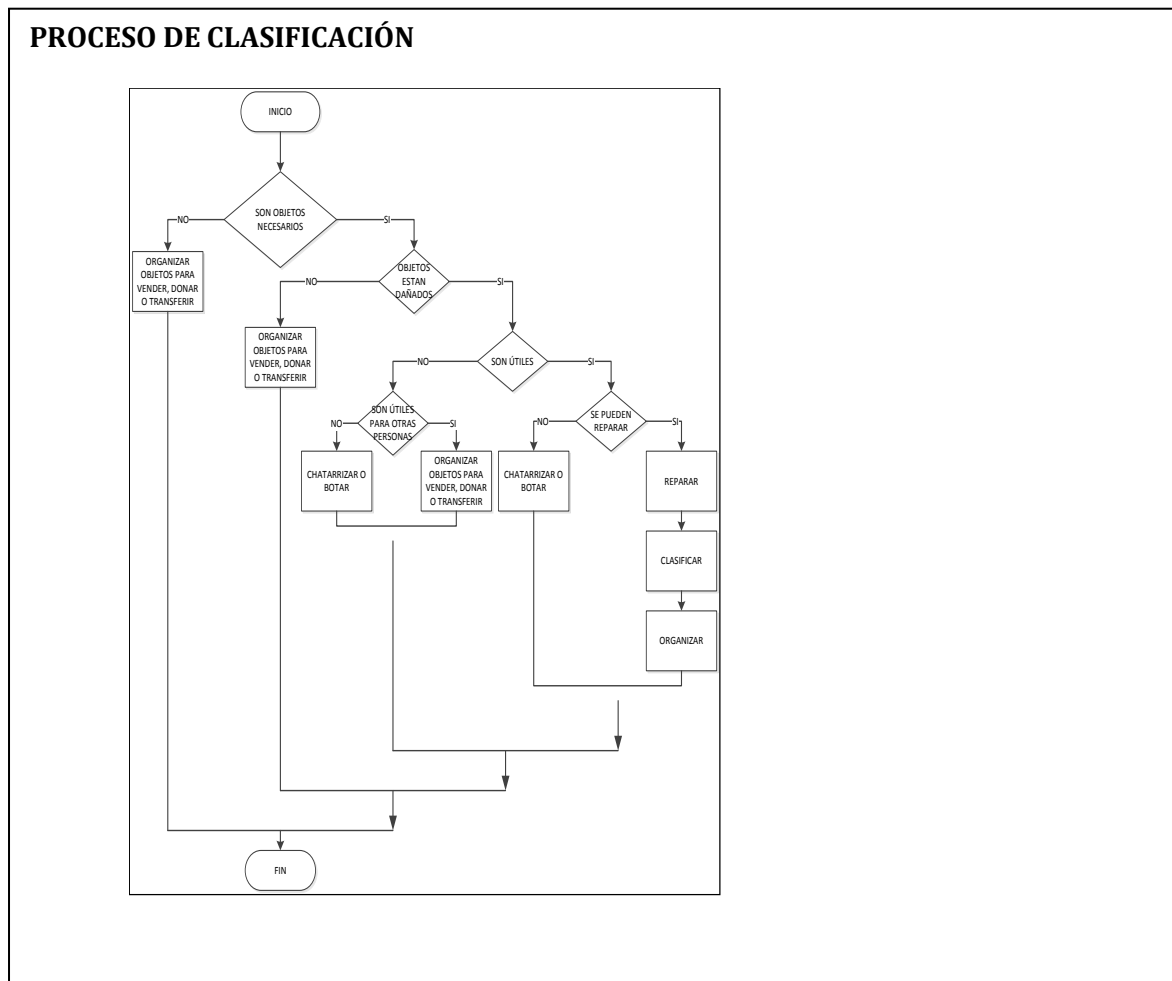 PROCESO DE CLASIFICACIÓN
INICIO
SON OBJETOS
NECESARIOS
NO
SI
ORGANIZAR
OBJETOS PARA
VENDER, DONAR
O TRANSFERIR
OBJETOS
ESTAN
DAÑADOS
NO
SI
ORGANIZAR
OBJETOS PARA
VENDER, DONAR
O TRANSFERIR
SON ÚTILES
NO
SI
SON ÚTILES
PARA OTRAS
PERSONAS
NO
SI
SE PUEDEN
REPARAR
NO
SI
CHATARRIZAR O
BOTAR
ORGANIZAR
OBJETOS PARA
VENDER, DONAR
O TRANSFERIR
CHATARRIZAR O
BOTAR
REPARAR
CLASIFICAR
ORGANIZAR
FIN